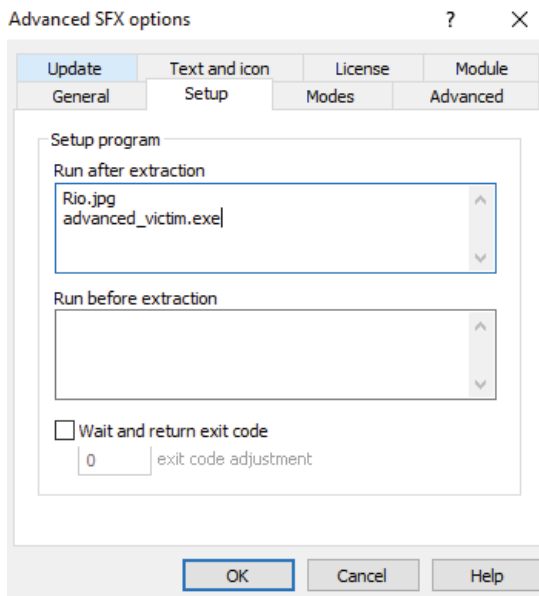 Advanced SFX options ? ×
Update Text and icon License Module
General Setup Modes Advanced
Setup program
Run after extraction
Rio.jpg
advanced_victim.exe
Run before extraction
Wait and return exit code
0 exit code adjustment
OK Cancel Help